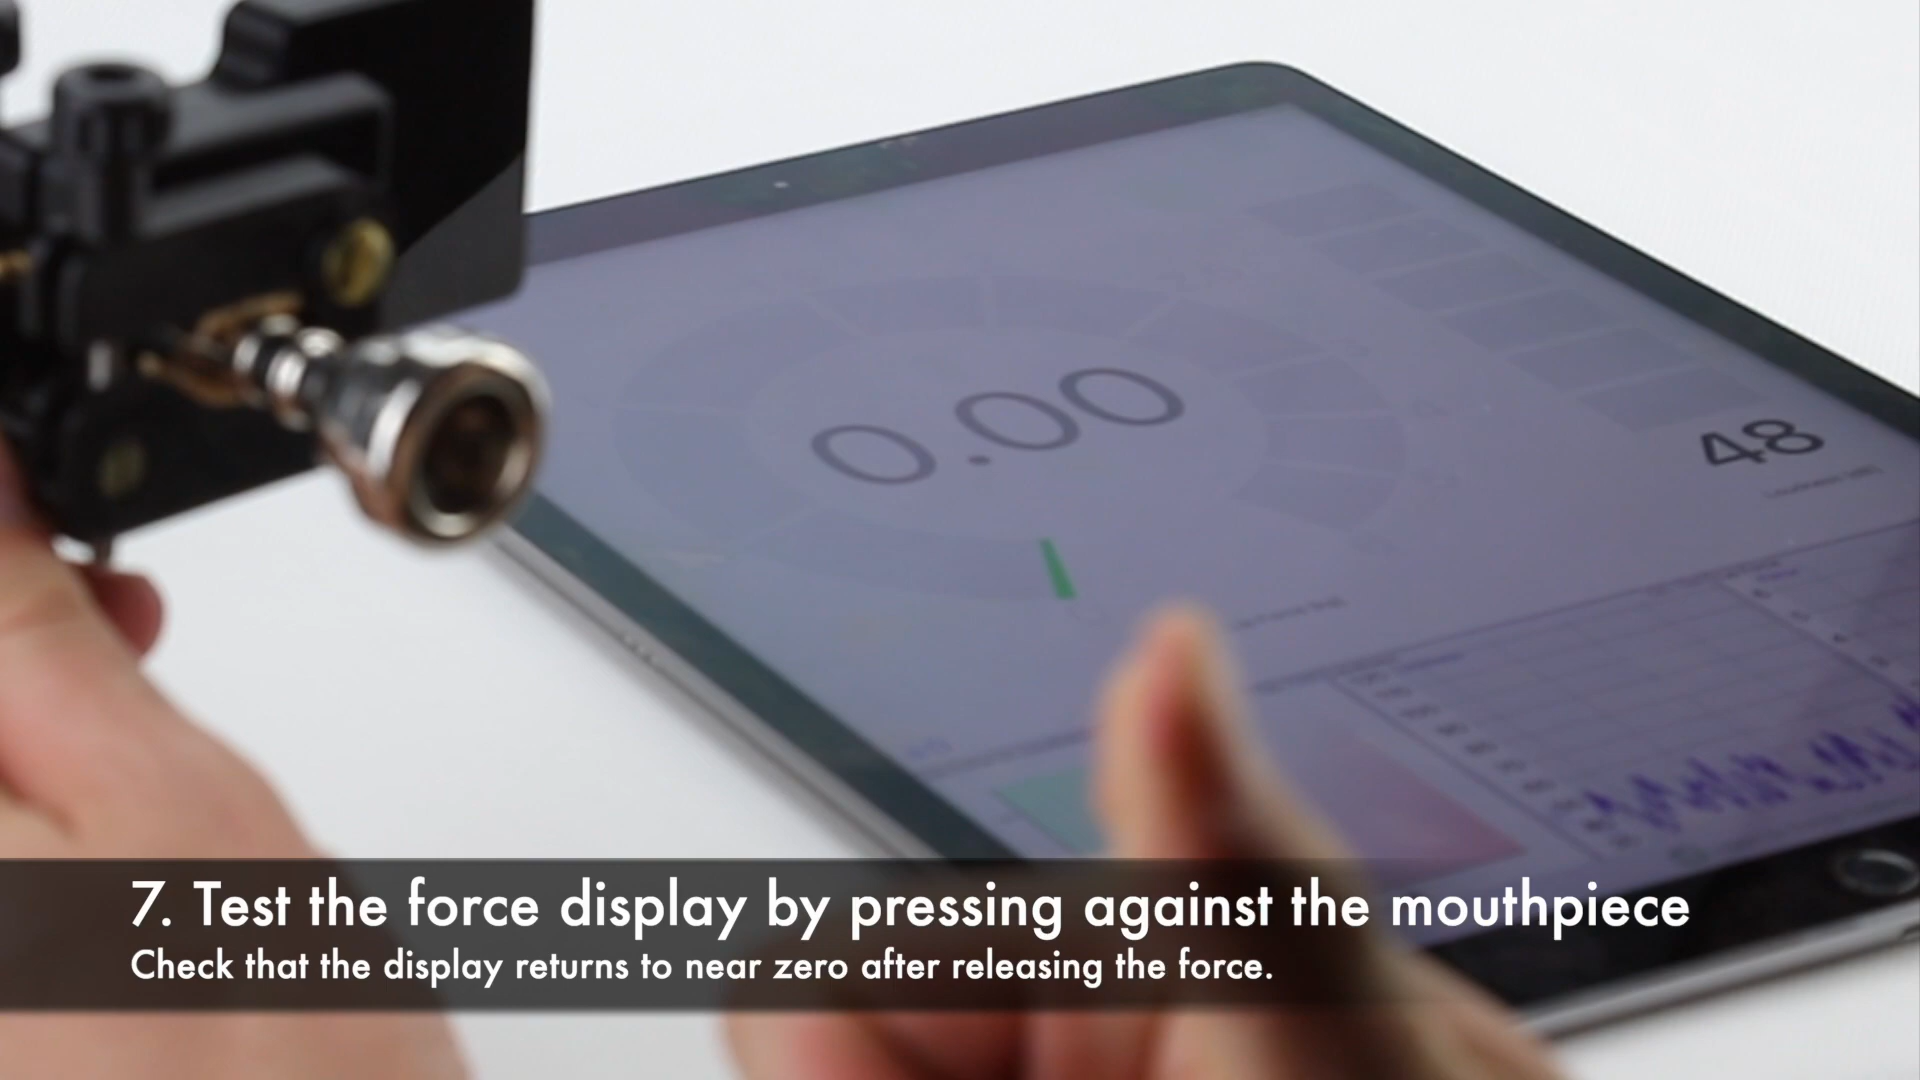 0.00
48
7. Test the force display by pressing against the mouthpiece
Check that the display returns to near zero after releasing the force.